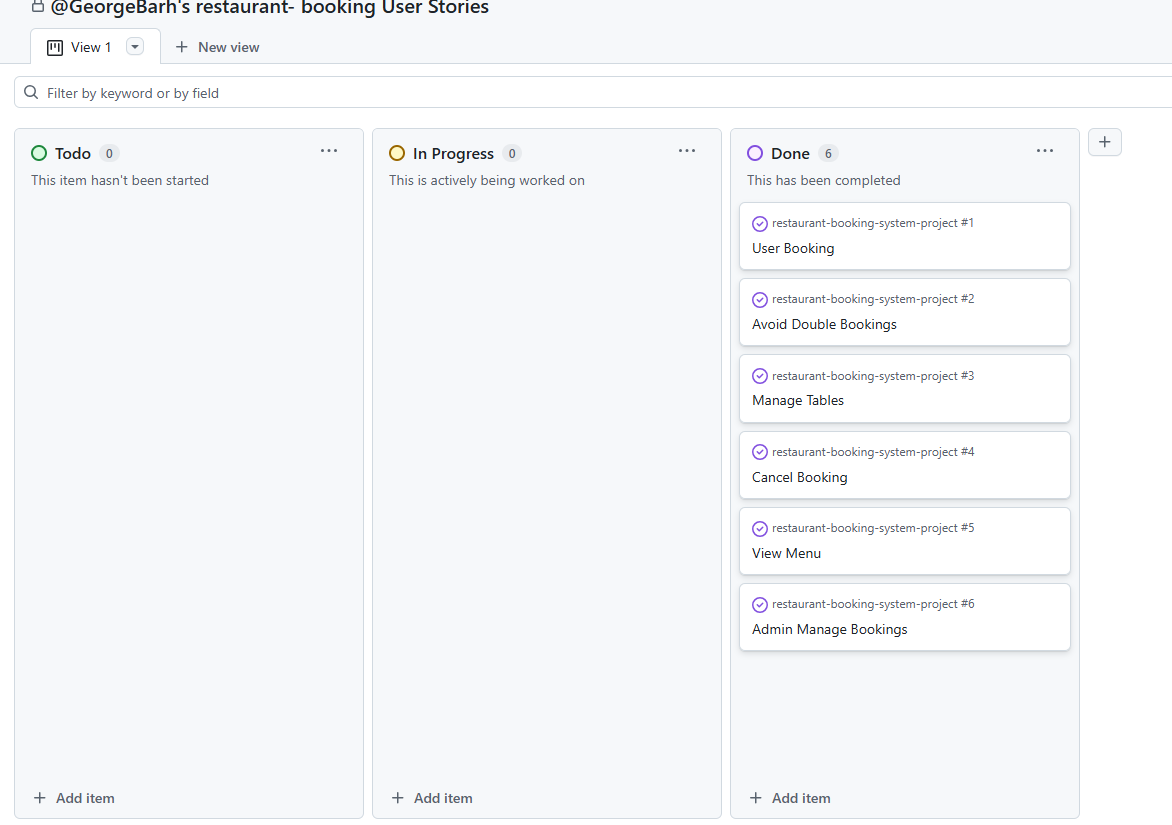 @GeorgeBarh's restaurant- booking User Stories
View 1
New view
Filter by keyword or by field
Todo 0
This item hasn't been started
Add item
In Progress 0
This is actively being worked on
Add item
Done 6
This has been completed
restaurant-booking-system-project #1
User Booking
restaurant-booking-system-project #2
Avoid Double Bookings
restaurant-booking-system-project #3
Manage Tables
restaurant-booking-system-project #4
Cancel Booking
restaurant-booking-system-project #5
View Menu
restaurant-booking-system-project #6
Admin Manage Bookings
Add item